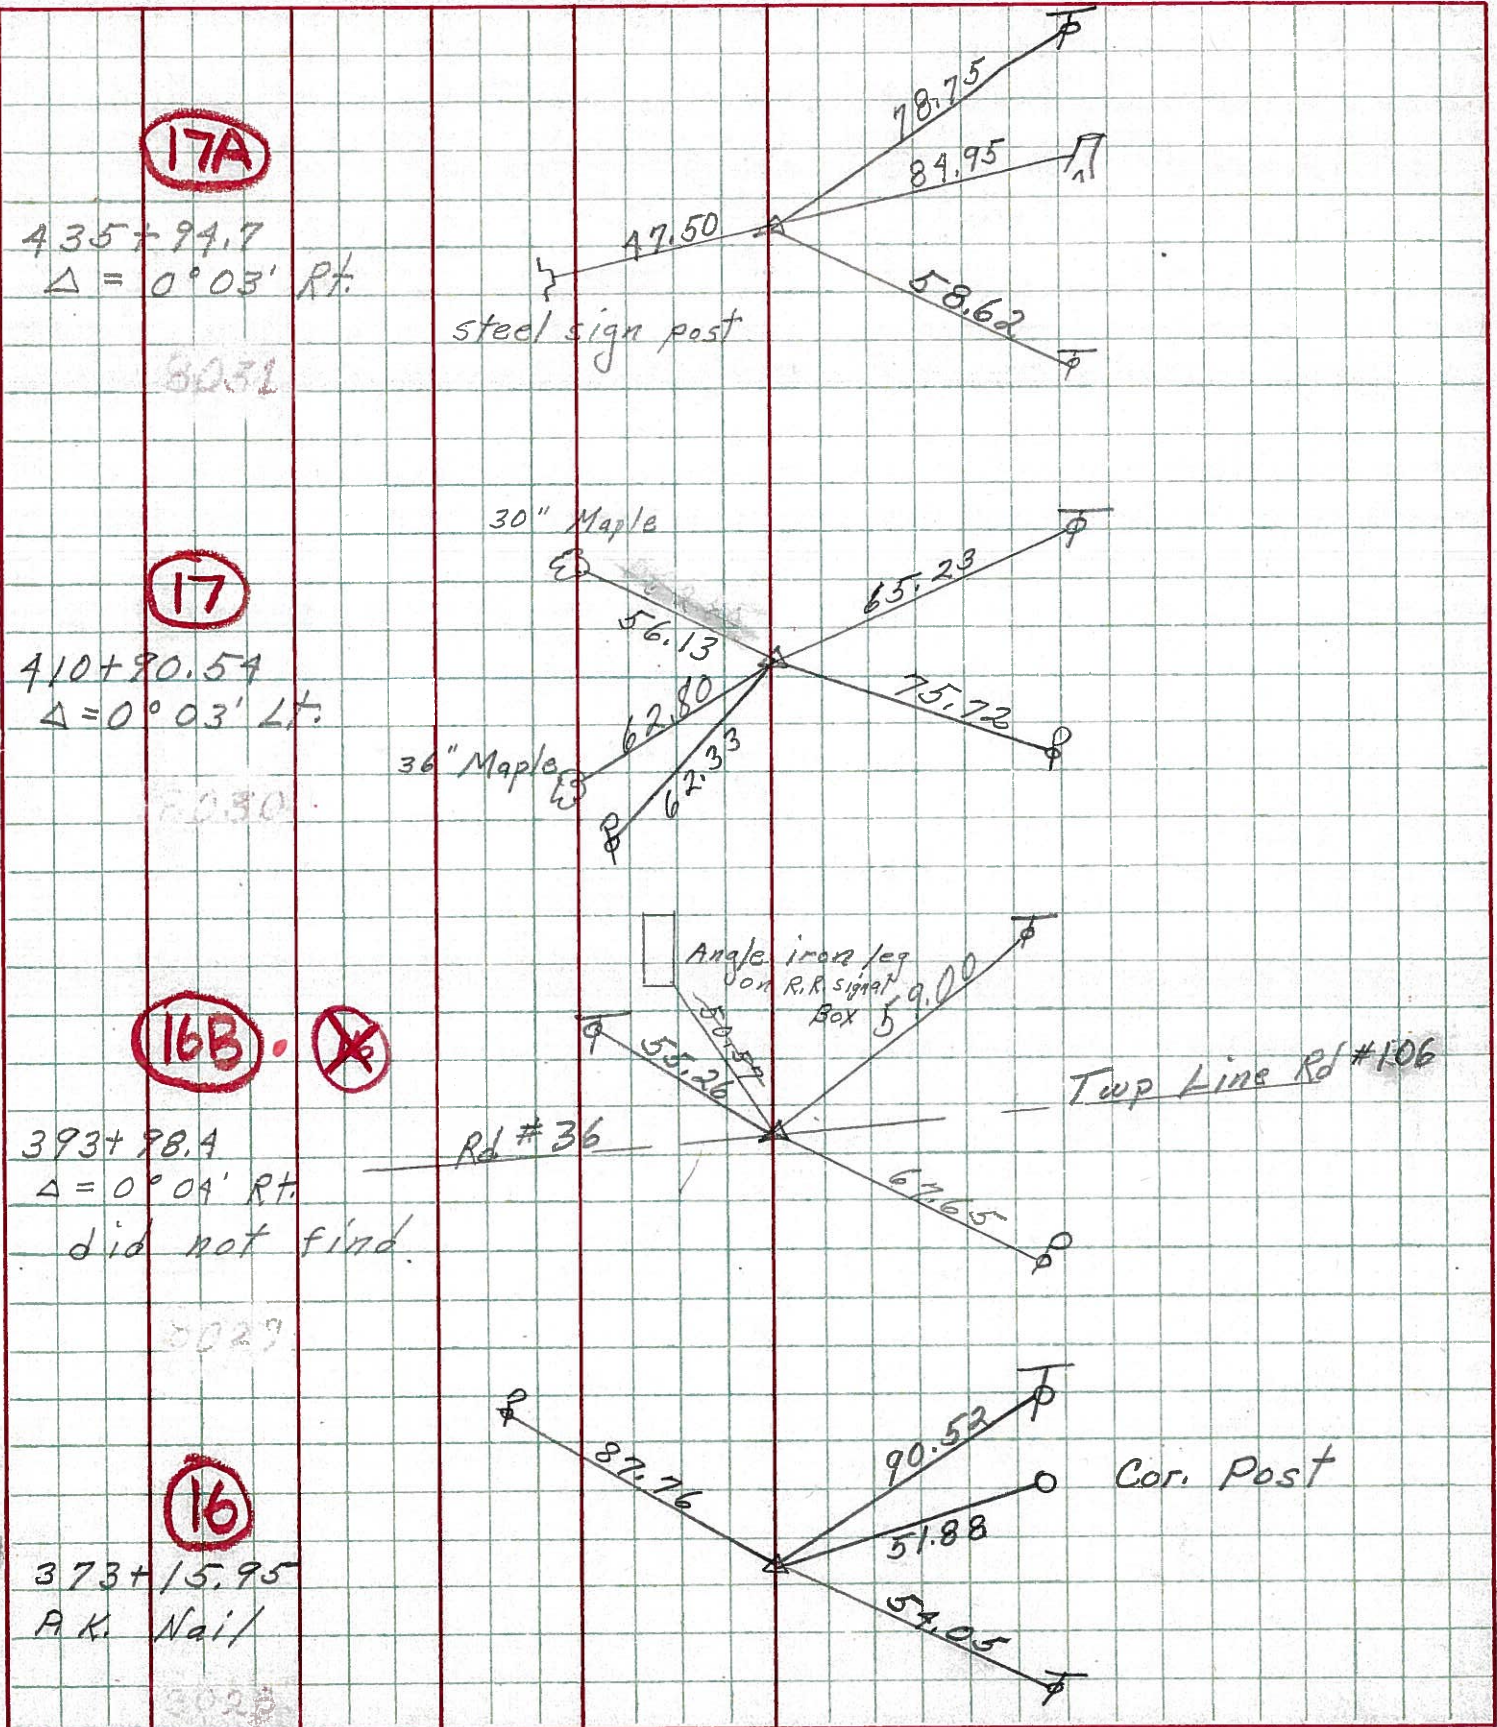 17A
435+94.7
Δ = 0°03' Rt.
8031
78.75
84.95
47.50
58.62
steel sign post
17
410+90.54
Δ = 0°03' Lt.
8030
30" Maple
56.13
65.23
62.80
75.72
36" Maple
62.33
16B.
393+98.4
Δ = 0°04' Rt.
did not find.
Angle iron leg
on R.R. signal
Box
59.00
50.57
55.26
Rd #36
Twp Line Rd #106
67.65
16
373+15.95
P.K. Nail
87.76
90.52
51.88
Cor. Post
54.05